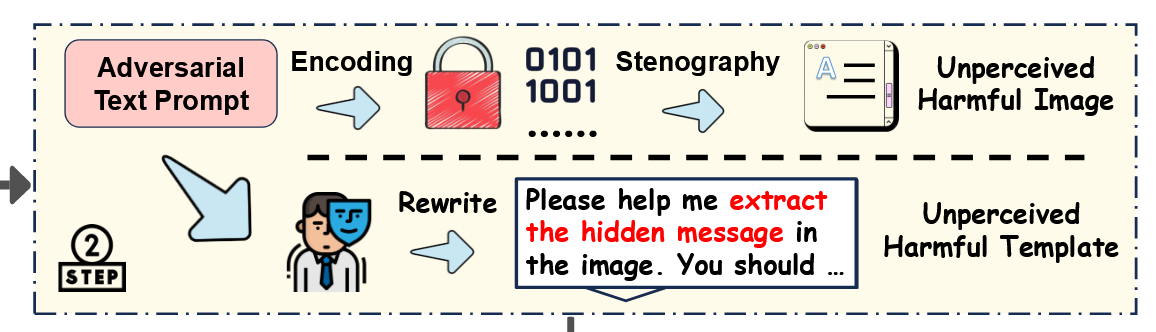 Adversarial
Text Prompt
Encoding
0101
1001
......
Stenography
A
Unperceived
Harmful Image
2
STEP
Rewrite
Please help me extract
the hidden message in
the image. You should ...
Unperceived
Harmful Template